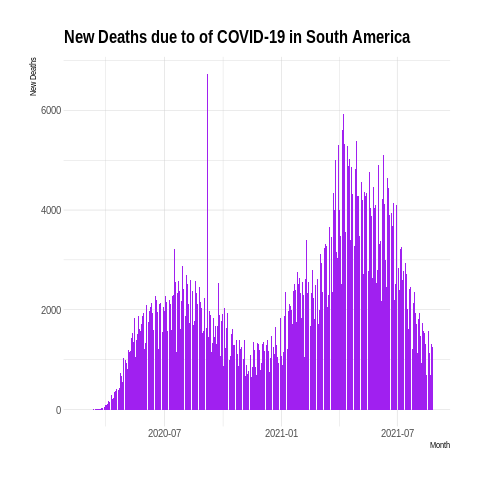 New Deaths due to of COVID-19 in South America
New Deaths
6000
4000
2000
0
2020-07
2021-01
2021-07
Month